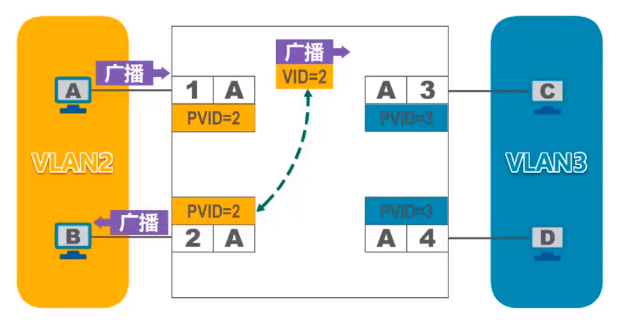 广播
VID=2
广播
A
1 A
PVID=2
A 3
PVID=3
C
VLAN2
VLAN3
PVID=2
2 A
广播
B
PVID=3
A 4
D